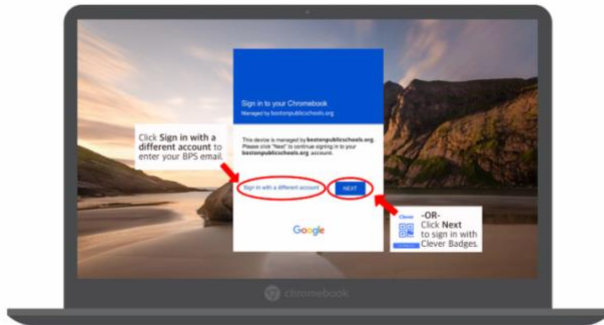 Sign in to your Chromebook
Managed by bostonpublicschools.org
This device is managed by bostonpublicschools.org.
Please click "Next" to continue signing in to your
bostonpublicschools.org account.
Click Sign in with a
different account to
enter your BPS email.
Sign in with a different account
NEXT
Google
Clever
-OR-
Click Next
to sign in with
Clever Badges.
chromebook